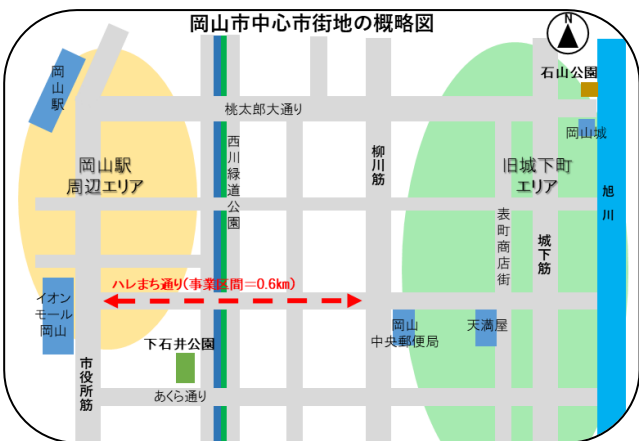 岡山市中心市街地の概略図
N
岡山駅
石山公園
桃太郎大通り
岡山城
岡山駅
周辺エリア
西川緑道公園
柳川筋
旧城下町
エリア
旭川
表町商店街
城下筋
ハレまち通り(事業区間=0.6km)
イオン
モール
岡山
岡山
中央郵便局
天満屋
下石井公園
市役所筋
あくら通り